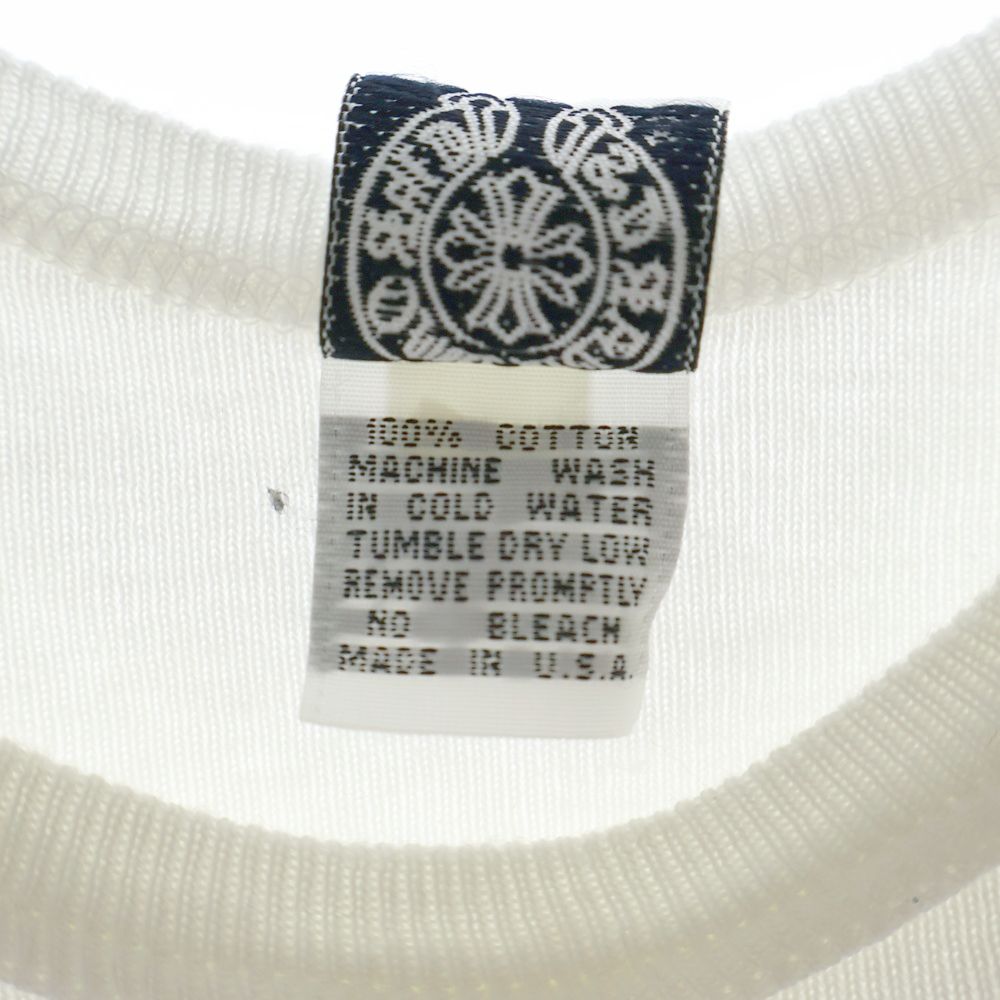 100% COTTON
MACHINE WASH
IN COLD WATER
TUMBLE DRY LOW
REMOVE PROMPTLY
NO BLEACH
MADE IN U.S.A.